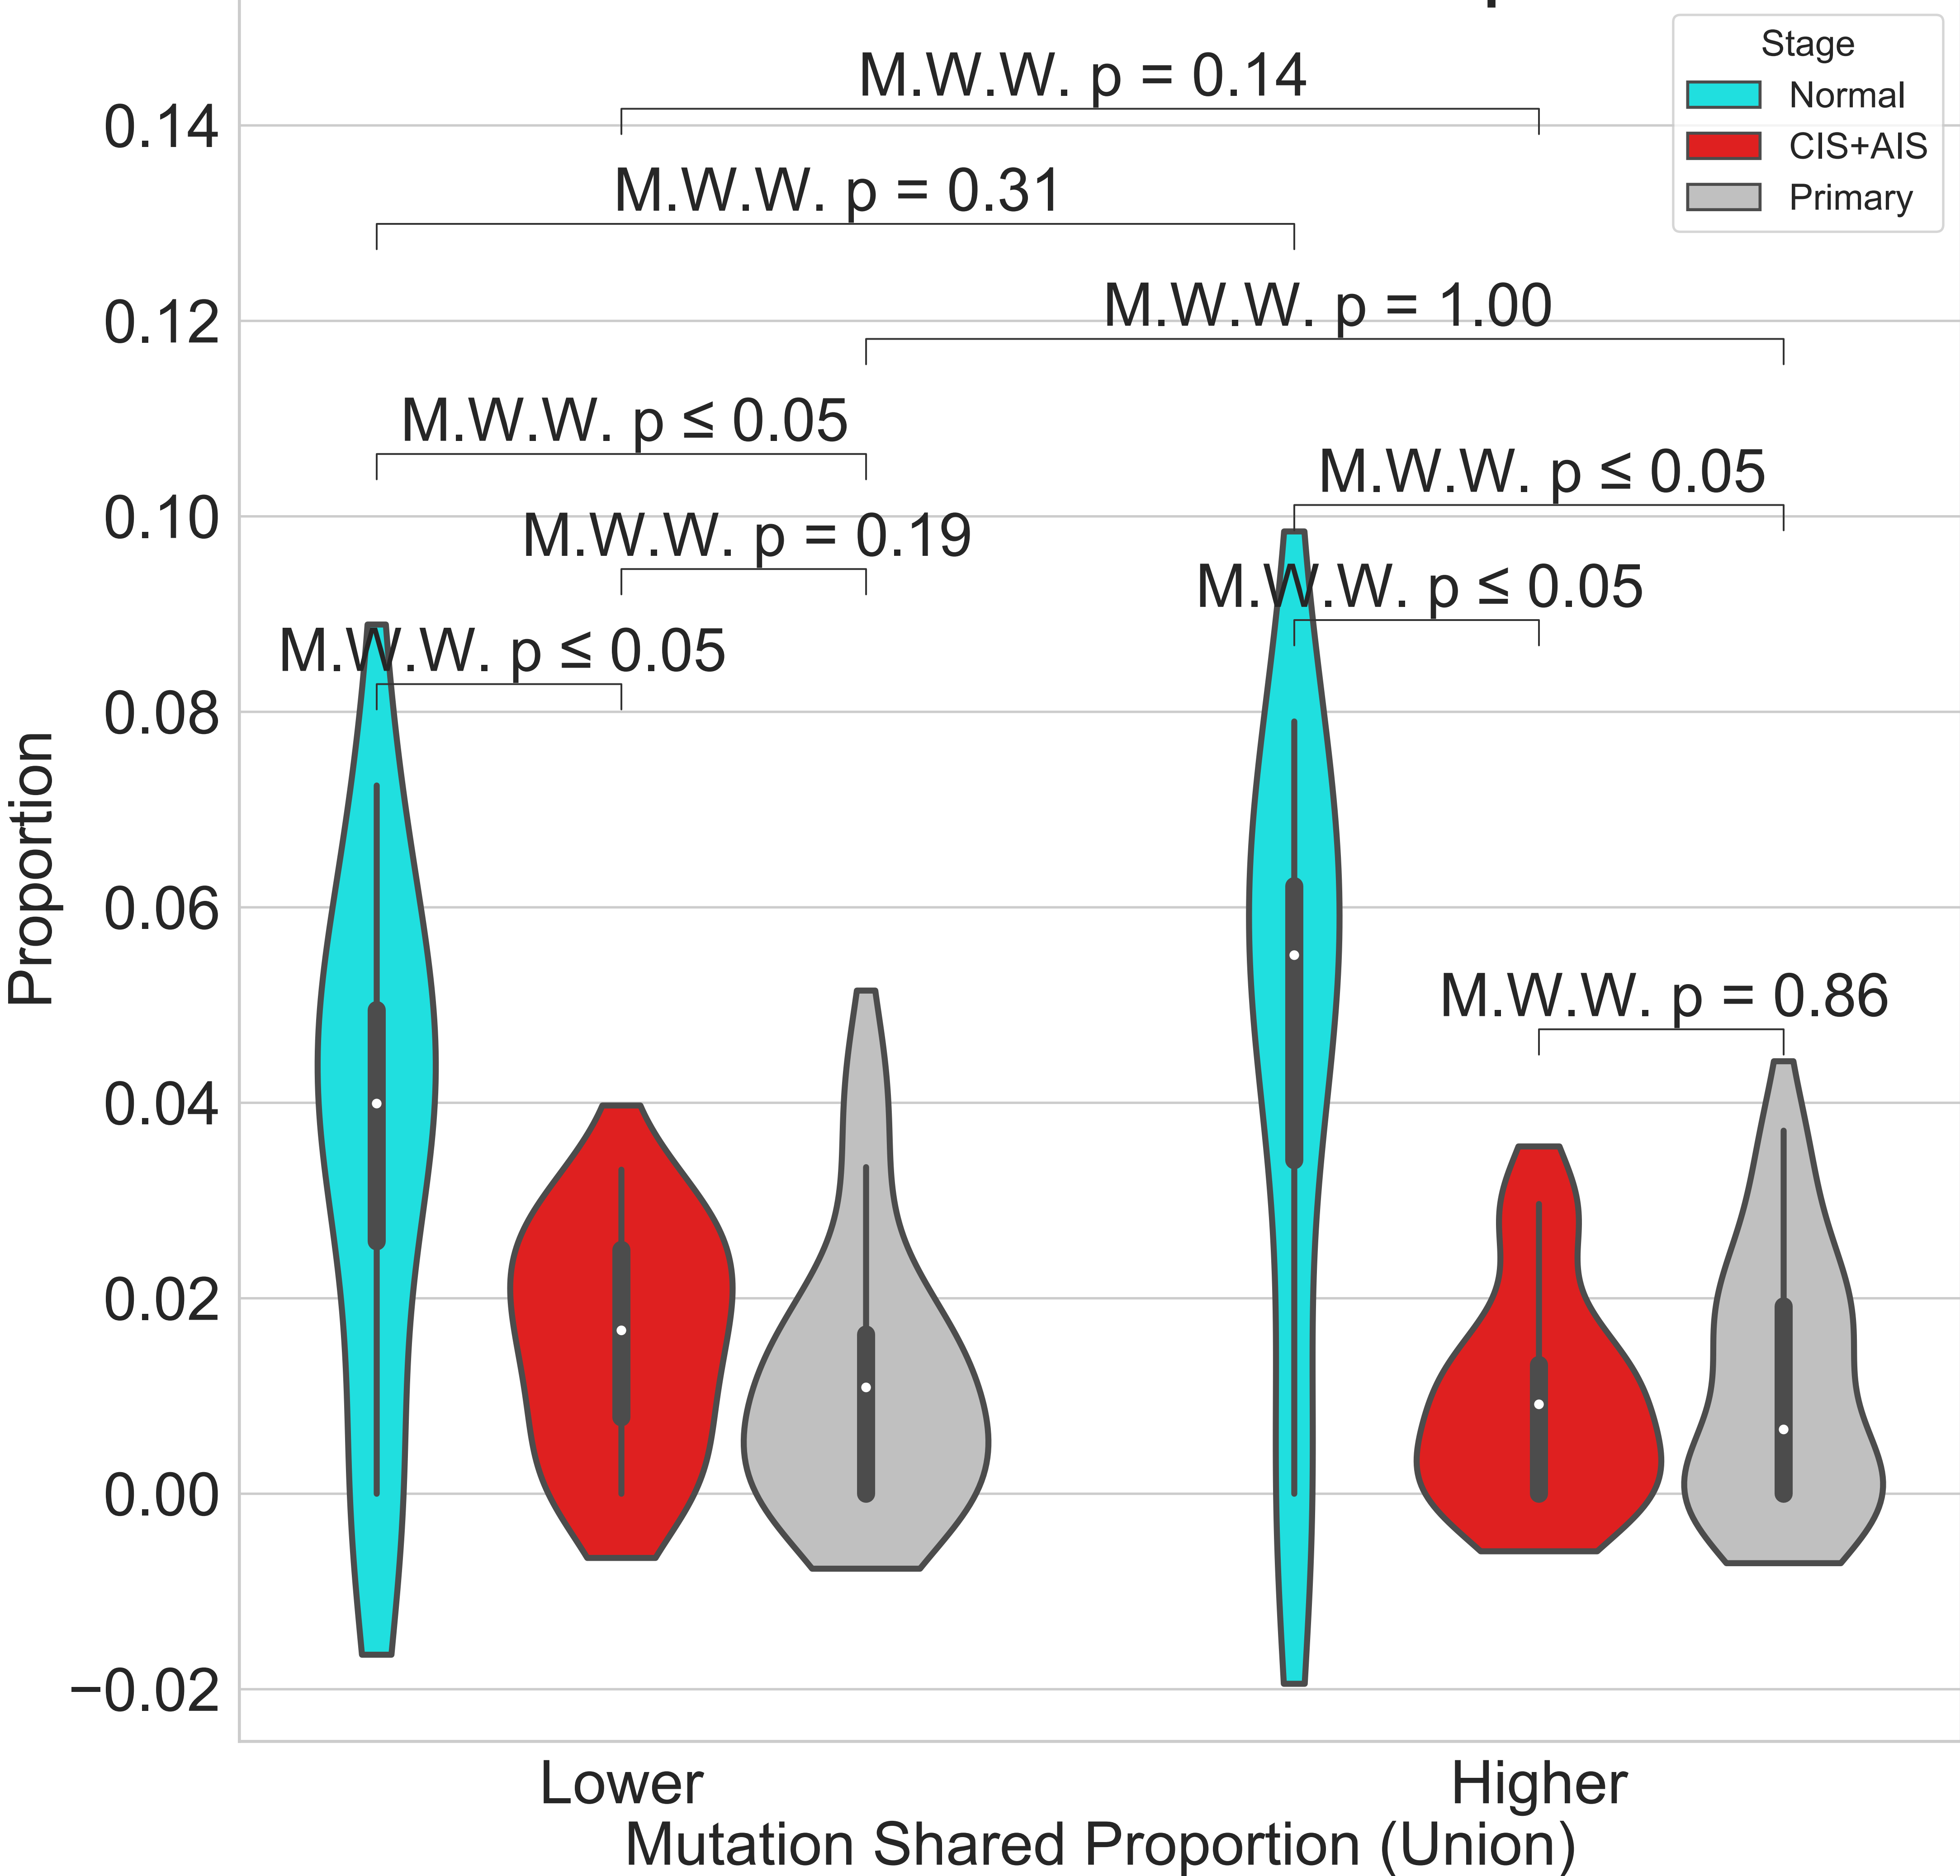 Stage
Normal
CIS+AIS
Primary
M.W.W. p = 0.14
0.14
M.W.W. p = 0.31
M.W.W. p = 1.00
0.12
M.W.W. p ≤ 0.05
M.W.W. p ≤ 0.05
0.10
M.W.W. p = 0.19
M.W.W. p ≤ 0.05
M.W.W. p ≤ 0.05
0.08
Proportion
0.06
M.W.W. p = 0.86
0.04
0.02
0.00
−0.02
Lower
Higher
Mutation Shared Proportion (Union)